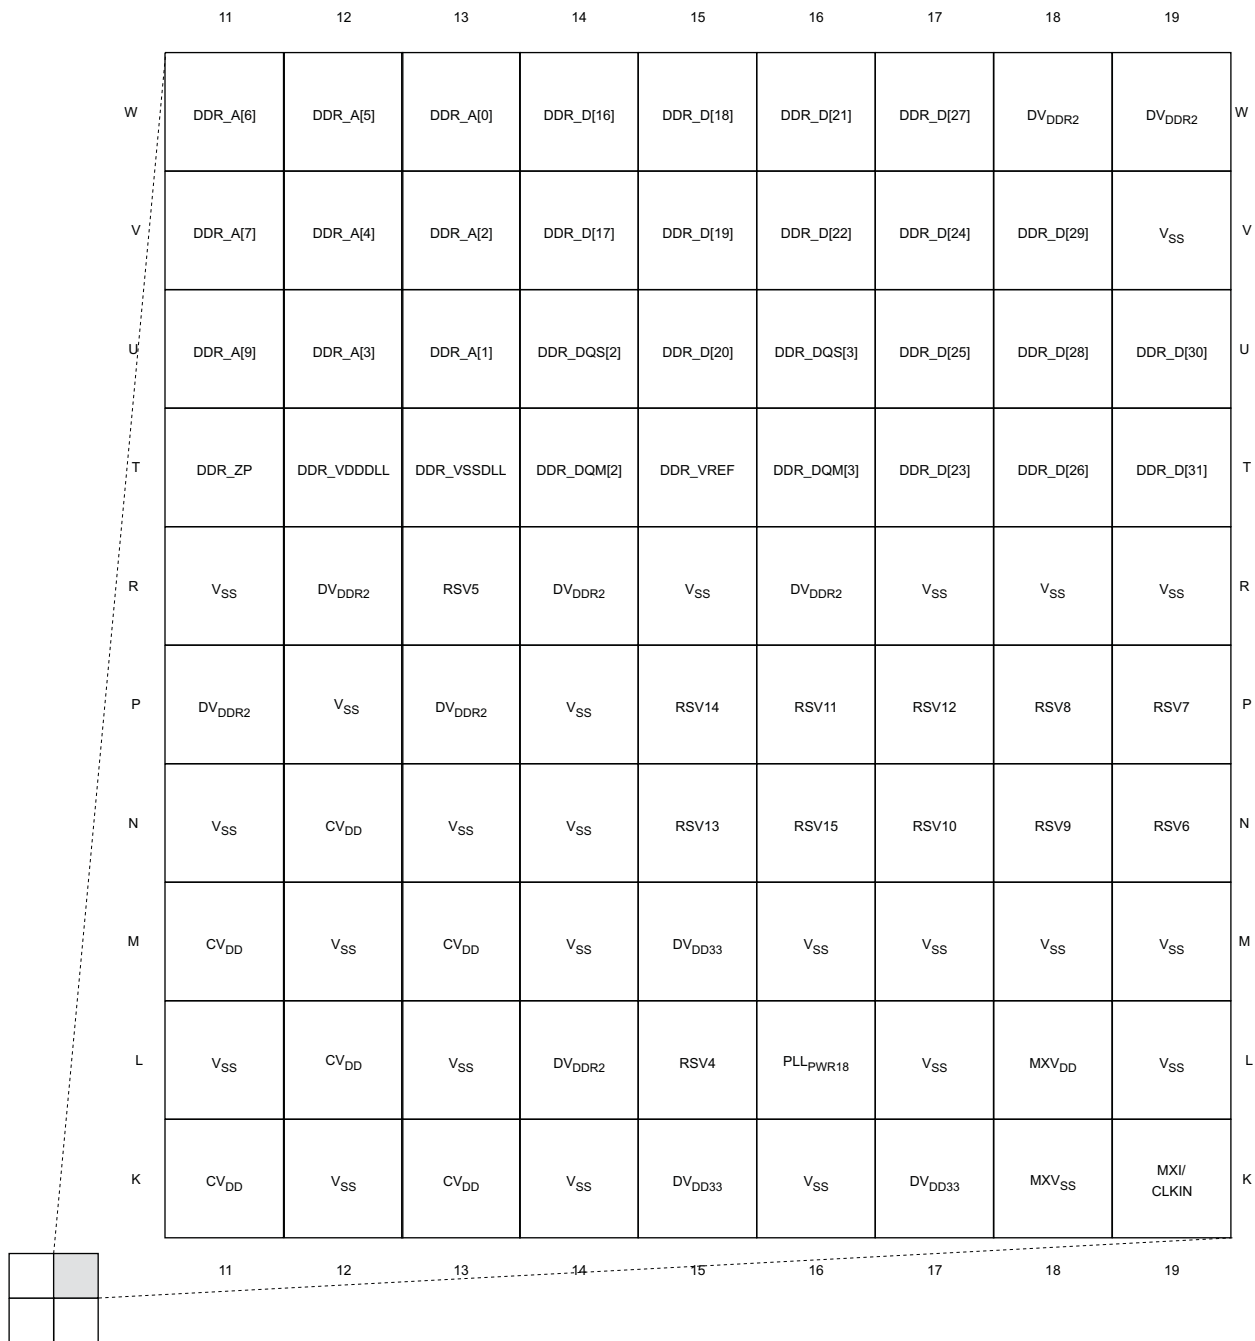 11 12 13 14 15 16 17 18 19
W DDR_A[6] DDR_A[5] DDR_A[0] DDR_D[16] DDR_D[18] DDR_D[21] DDR_D[27] DVDDR2 DVDDR2 W
V DDR_A[7] DDR_A[4] DDR_A[2] DDR_D[17] DDR_D[19] DDR_D[22] DDR_D[24] DDR_D[29] VSS V
U DDR_A[9] DDR_A[3] DDR_A[1] DDR_DQS[2] DDR_D[20] DDR_DQS[3] DDR_D[25] DDR_D[28] DDR_D[30] U
T DDR_ZP DDR_VDDDLL DDR_VSSDLL DDR_DQM[2] DDR_VREF DDR_DQM[3] DDR_D[23] DDR_D[26] DDR_D[31] T
R VSS DVDDR2 RSV5 DVDDR2 VSS DVDDR2 VSS VSS VSS R
P DVDDR2 VSS DVDDR2 VSS RSV14 RSV11 RSV12 RSV8 RSV7 P
N VSS CVDD VSS VSS RSV13 RSV15 RSV10 RSV9 RSV6 N
M CVDD VSS CVDD VSS DVDD33 VSS VSS VSS VSS M
L VSS CVDD VSS DVDDR2 RSV4 PLLPWR18 VSS MXVDD VSS L
K CVDD VSS CVDD VSS DVDD33 VSS DVDD33 MXVSS MXI/ CLKIN K
11 12 13 14 15 16 17 18 19